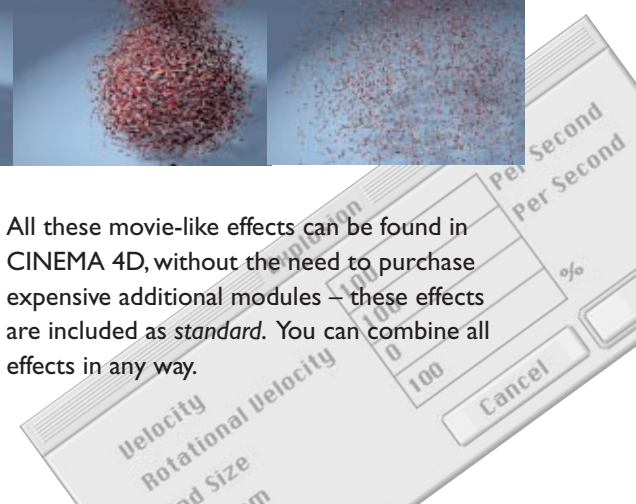 All these movie-like effects can be found in
CINEMA 4D, without the need to purchase
expensive additional modules – these effects
are included as standard. You can combine all
effects in any way.
Explosion
Velocity 100 Per Second
Rotational Velocity 100 Per Second
0 %
100
Cancel